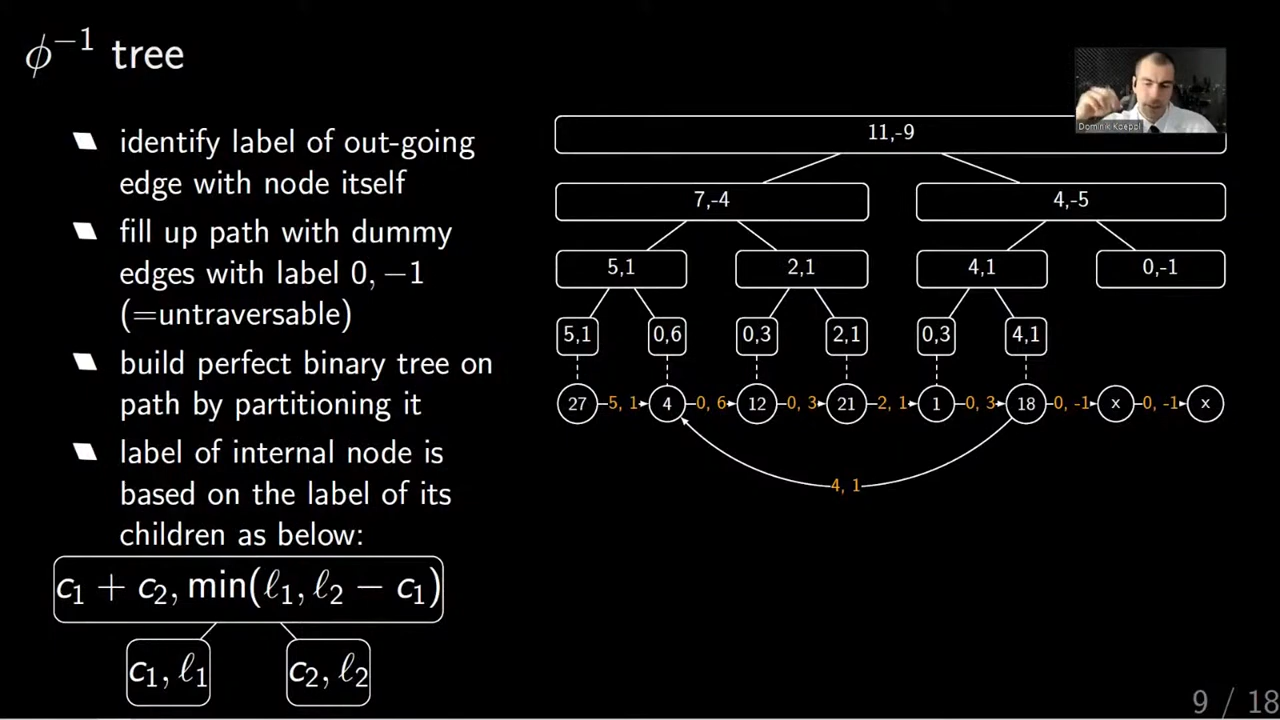 ϕ⁻¹ tree
identify label of out-going
edge with node itself
fill up path with dummy
edges with label 0, −1
(=untraversable)
build perfect binary tree on
path by partitioning it
label of internal node is
based on the label of its
children as below:
c₁ + c₂, min(ℓ₁, ℓ₂ − c₁)
c₁, ℓ₁ c₂, ℓ₂
Dominik Koeppl
11,-9
7,-4 4,-5
5,1 2,1 4,1 0,-1
5,1 0,6 0,3 2,1 0,3 4,1
27 5, 1 4 0, 6 12 0, 3 21 2, 1 1 0, 3 18 0, -1 x 0, -1 x
4, 1
9 / 18